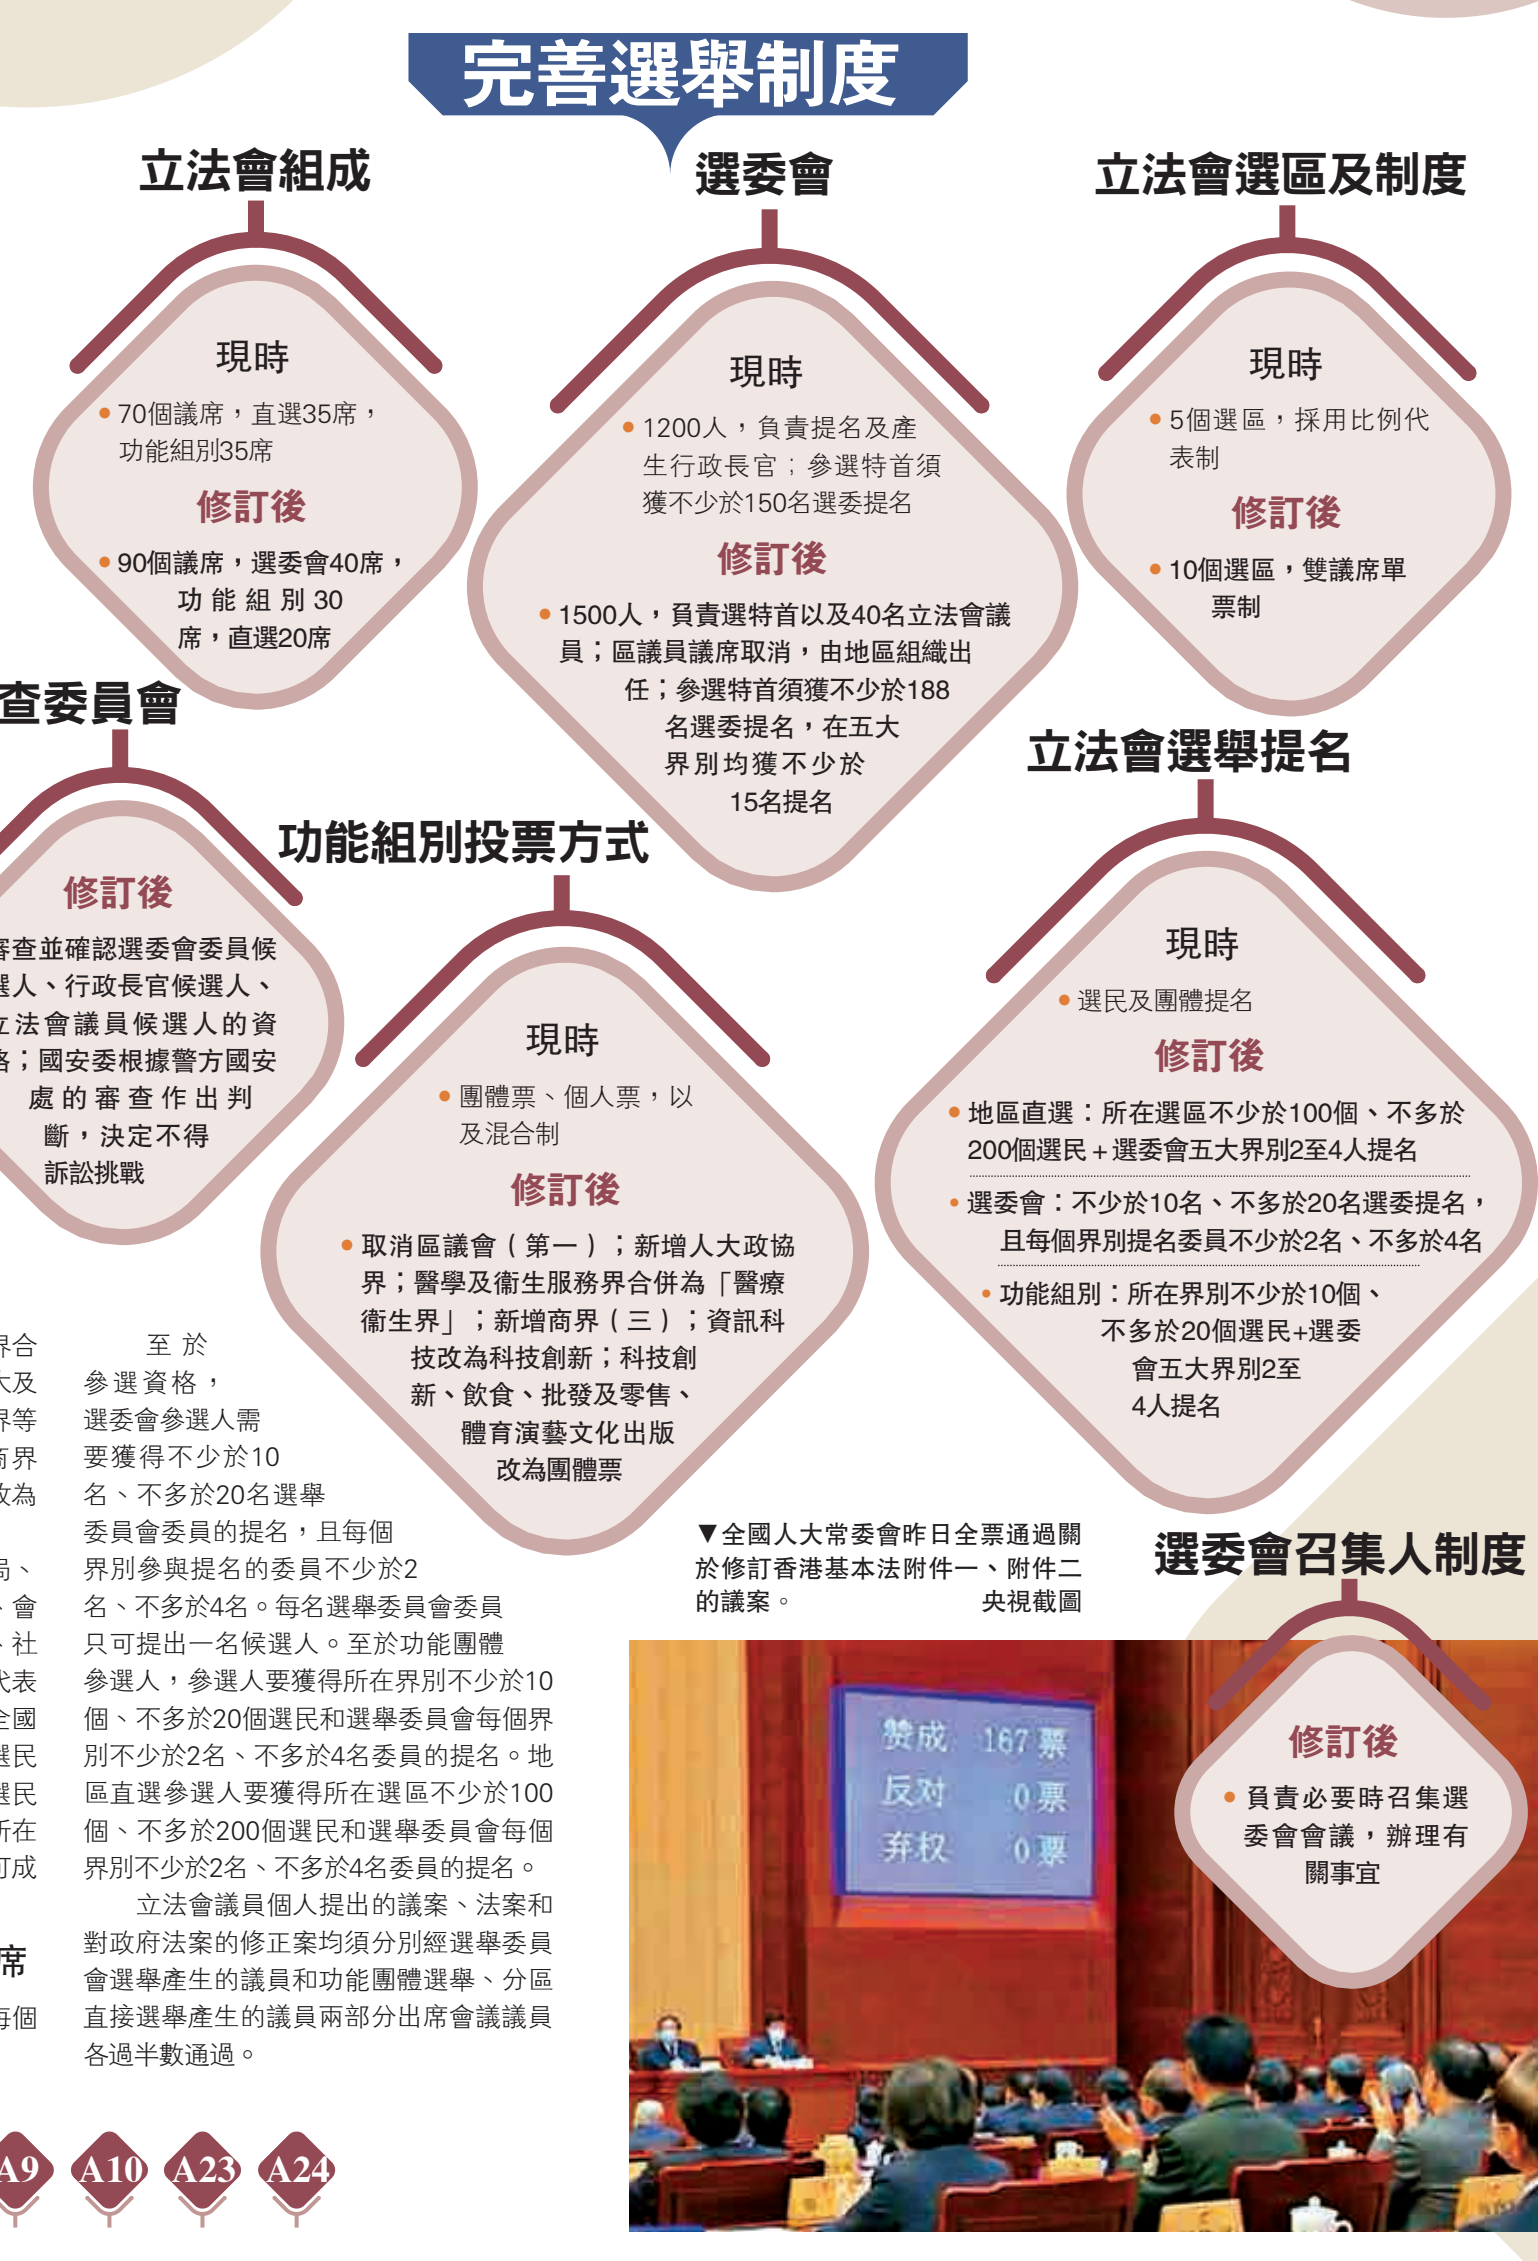 完善選舉制度
立法會組成
現時
•70個議席，直選35席，
功能組別35席
修訂後
•90個議席，選委會40席，
功能組別30
席，直選20席
選委會
現時
•1200人，負責提名及產
生行政長官；參選特首須
獲不少於150名選委提名
修訂後
•1500人，負責選特首以及40名立法會議
員；區議員議席取消，由地區組織出
任；參選特首須獲不少於188
名選委提名，在五大
界別均獲不少於
15名提名
立法會選區及制度
現時
•5個選區，採用比例代
表制
修訂後
•10個選區，雙議席單
票制
查委員會
修訂後
審查並確認選委會委員候
選人、行政長官候選人、
立法會議員候選人的資
格；國安委根據警方國安
處的審查作出判
斷，決定不得
訴訟挑戰
功能組別投票方式
現時
•團體票、個人票，以
及混合制
修訂後
•取消區議會（第一）；新增人大政協
界；醫學及衞生服務界合併為「醫療
衞生界」；新增商界（三）；資訊科
技改為科技創新；科技創
新、飲食、批發及零售、
體育演藝文化出版
改為團體票
立法會選舉提名
現時
•選民及團體提名
修訂後
•地區直選：所在選區不少於100個、不多於
200個選民+選委會五大界別2至4人提名
•選委會：不少於10名、不多於20名選委提名，
且每個界別提名委員不少於2名、不多於4名
•功能組別：所在界別不少於10個、
不多於20個選民+選委
會五大界別2至
4人提名
界合
大及
界等
商界
改為
局、
、會
、社
代表
全國
選民
選民
所在
可成
席
每個
至於
參選資格，
選委會參選人需
要獲得不少於10
名、不多於20名選舉
委員會委員的提名，且每個
界別參與提名的委員不少於2
名、不多於4名。每名選舉委員會委員
只可提出一名候選人。至於功能團體
參選人，參選人要獲得所在界別不少於10
個、不多於20個選民和選舉委員會每個界
別不少於2名、不多於4名委員的提名。地
區直選參選人要獲得所在選區不少於100
個、不多於200個選民和選舉委員會每個
界別不少於2名、不多於4名委員的提名。
立法會議員個人提出的議案、法案和
對政府法案的修正案均須分別經選舉委員
會選舉產生的議員和功能團體選舉、分區
直接選舉產生的議員兩部分出席會議議員
各過半數通過。
▼全國人大常委會昨日全票通過關
於修訂香港基本法附件一、附件二
的議案。 央視截圖
赞成 167票
反对 0票
弃权 0票
選委會召集人制度
修訂後
•負責必要時召集選
委會會議，辦理有
關事宜
A9 A10 A23 A24